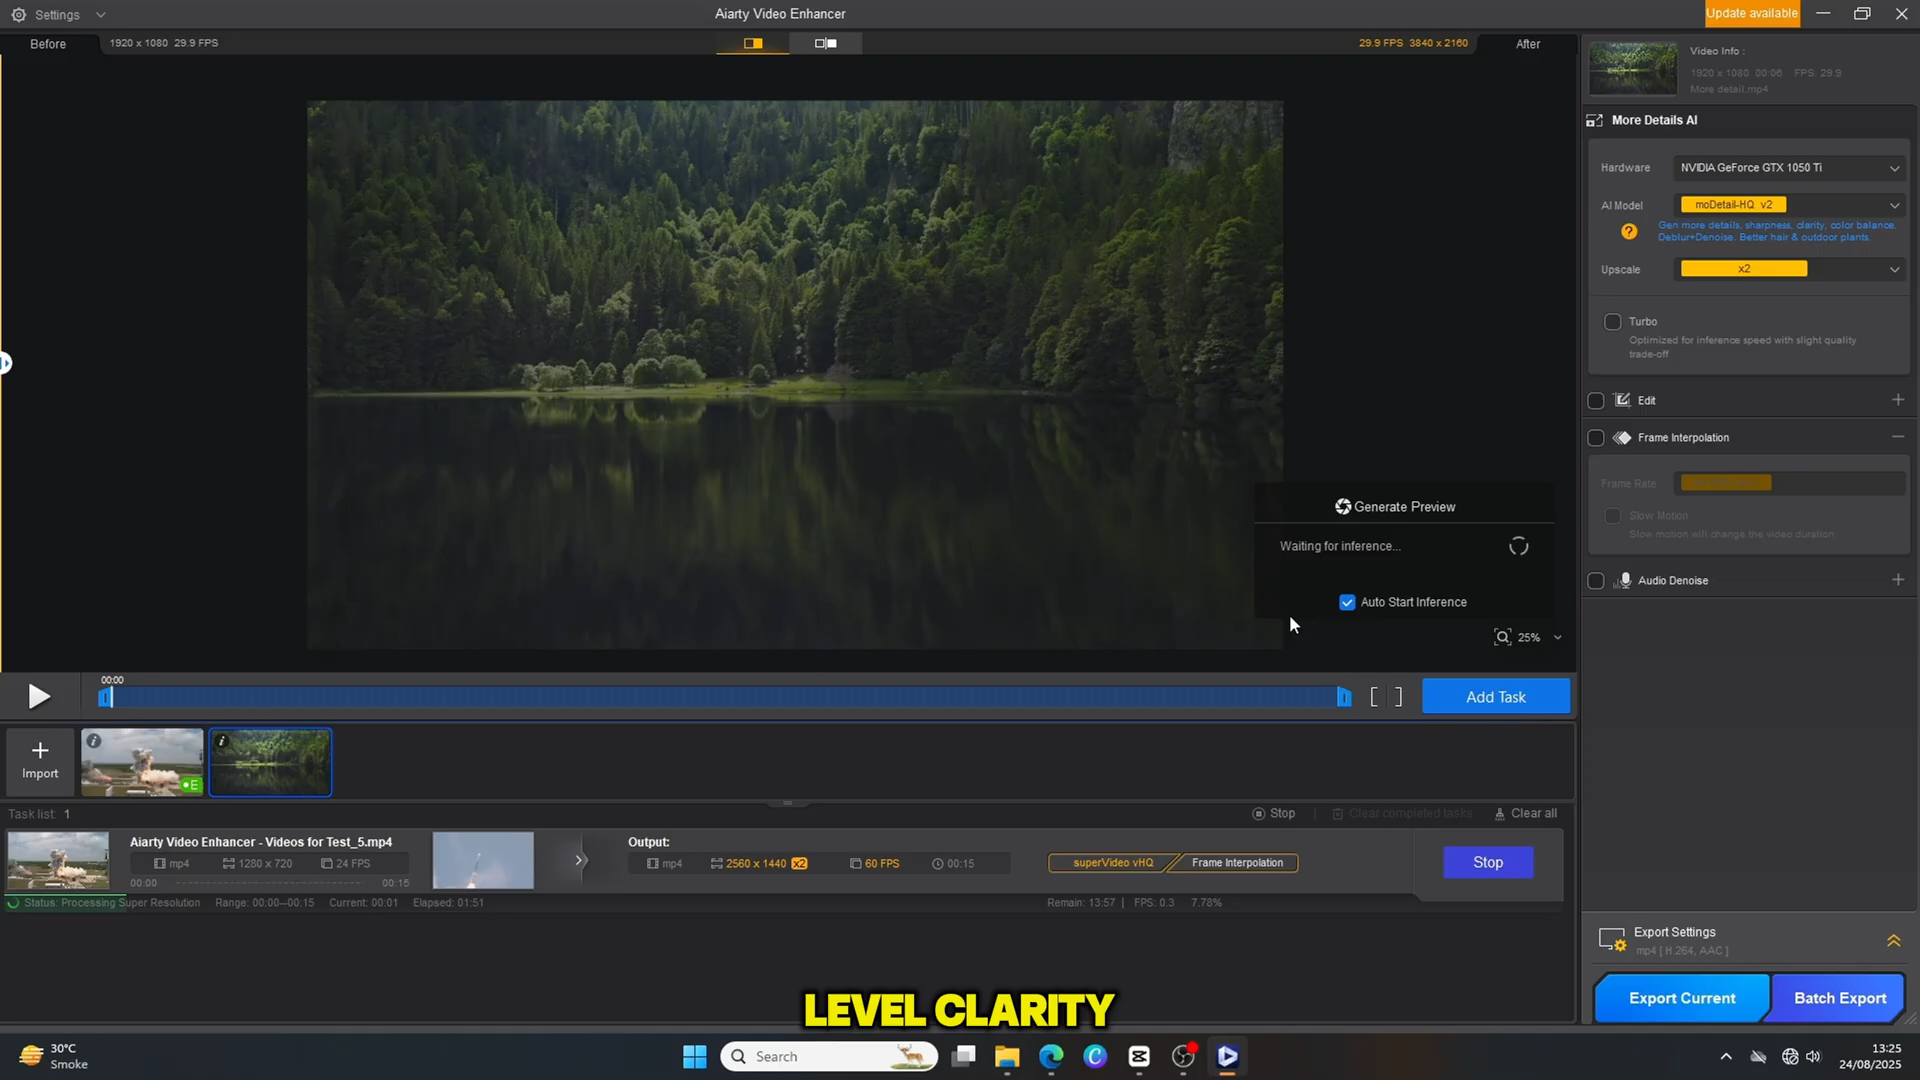 Settings
Aiarty Video Enhancer
Update available
Before
1920 x 1080 29.9 FPS
29.9 FPS 3840 x 2160
After
Video Info :
1920 x 1080 00:06 FPS: 29.9
More detail.mp4
More Details AI
Hardware
NVIDIA GeForce GTX 1050 Ti
AI Model
moDetail-HQ v2
?
Gen more details, sharpness, clarity, color balance.
Deblur+Denoise. Better hair & outdoor plants.
Upscale
x2
Turbo
Optimized for inference speed with slight quality
trade-off
Edit
Frame Interpolation
Frame Rate
Slow Motion
Slow motion will change the video duration
Audio Denoise
Generate Preview
Waiting for inference...
Auto Start Inference
25%
00:00
[ ]
Add Task
Import
E
Task list: 1
Stop
Clear completed tasks
Clear all
Aiarty Video Enhancer - Videos for Test_5.mp4
mp4
1280 x 720
24 FPS
00:00
00:15
Output:
mp4
2560 x 1440 x2
60 FPS
00:15
superVideo vHQ
Frame Interpolation
Stop
Status: Processing Super Resolution Range: 00:00—00:15 Current: 00:01 Elapsed: 01:51
Remain: 13:57 | FPS: 0.3 7.78%
Export Settings
mp4 [ H.264, AAC ]
Export Current
Batch Export
LEVEL CLARITY
30°C
Smoke
Search
13:25
24/08/2025